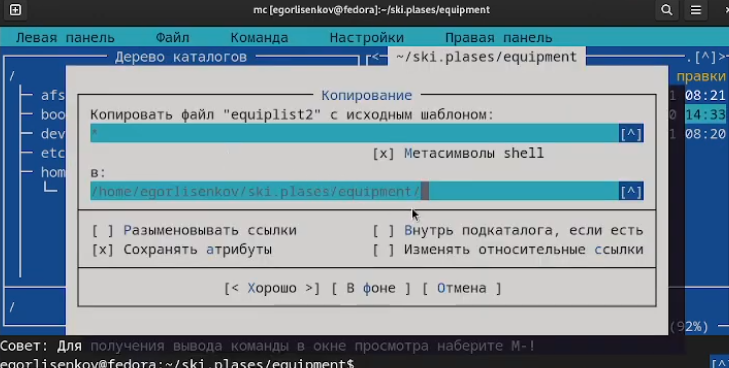 mc [egorlisenkov@fedora]:~/ski.plases/equipment
Левая панель Файл Команда Настройки Правая панель
Дерево каталогов <─ ~/ski.plases/equipment .[^]>
/ правки
afs 08:21
boo 14:33
dev 08:20
etc
hom
Копирование
Копировать файл "equiplist2" с исходным шаблоном:
* [^]
[x] Метасимволы shell
в:
/home/egorlisenkov/ski.plases/equipment/ [^]
[ ] Разыменовывать ссылки [ ] Внутрь подкаталога, если есть
[x] Сохранять атрибуты [ ] Изменять относительные ссылки
[< Хорошо >] [ В фоне ] [ Отмена ]
/ (92%)
Совет: Для получения вывода команды в окне просмотра наберите M-!
egorlisenkov@fedora:~/ski.plases/equipment$ [^]